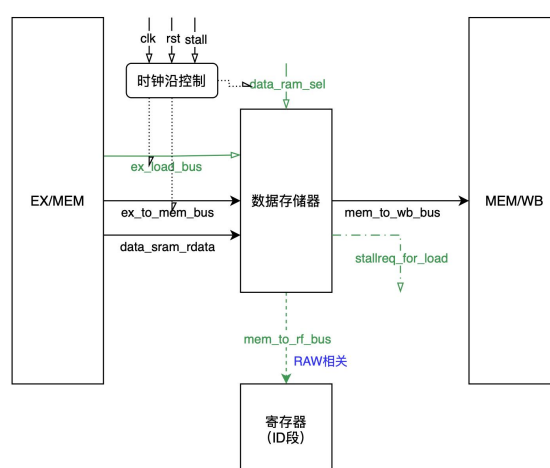 clk rst stall
时钟沿控制
data_ram_sel
ex_load_bus
EX/MEM
ex_to_mem_bus
数据存储器
mem_to_wb_bus
MEM/WB
data_sram_rdata
stallreq_for_load
mem_to_rf_bus
RAW相关
寄存器
（ID段）